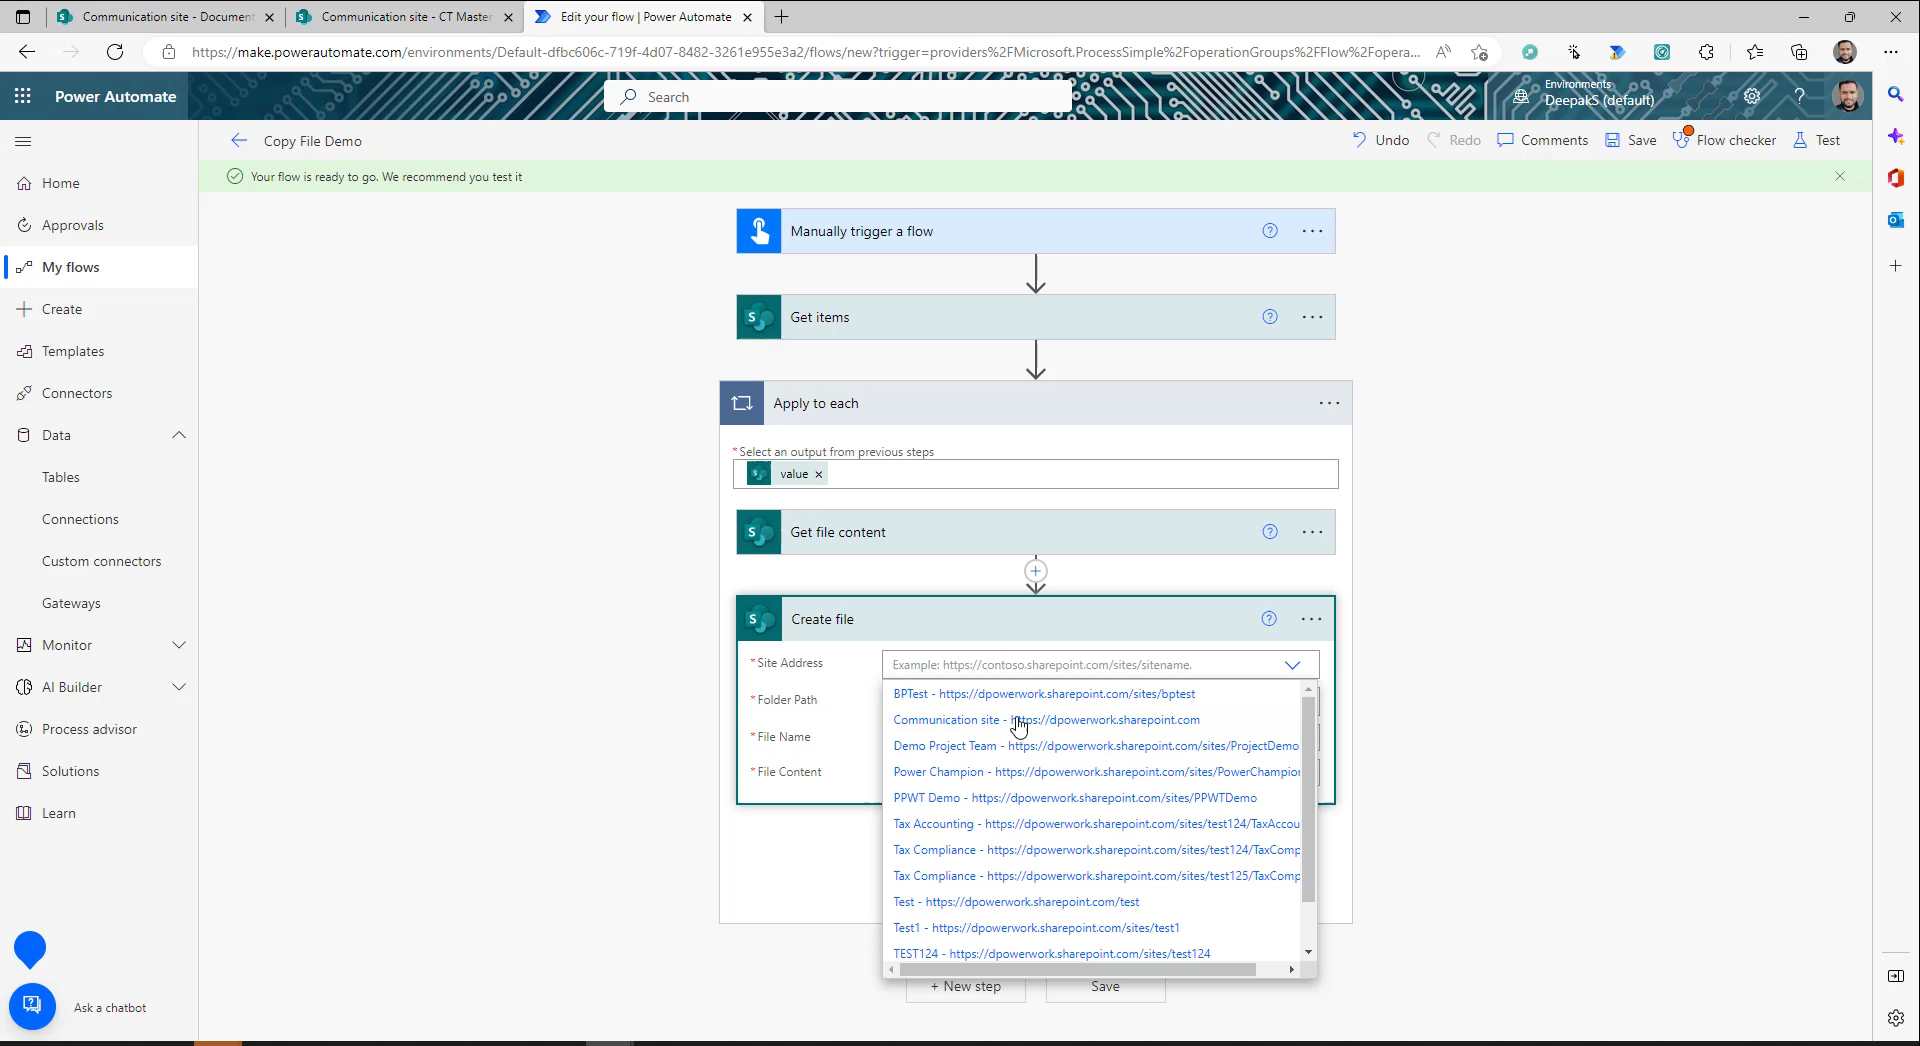 Communication site - Document
Communication site - CT Master
Edit your flow | Power Automate
https://make.powerautomate.com/environments/Default-dfbc606c-719f-4d07-8482-3261e955e3a2/flows/new?trigger=providers%2FMicrosoft.ProcessSimple%2FoperationGroups%2FFlow%2Fopera...
Power Automate
Search
Environments
DeepakS (default)
Copy File Demo
Undo
Redo
Comments
Save
Flow checker
Test
Your flow is ready to go. We recommend you test it
Home
Approvals
My flows
Create
Templates
Connectors
Data
Tables
Connections
Custom connectors
Gateways
Monitor
AI Builder
Process advisor
Solutions
Learn
Ask a chatbot
Manually trigger a flow
Get items
Apply to each
* Select an output from previous steps
value
Get file content
Create file
* Site Address
Example: https://contoso.sharepoint.com/sites/sitename.
* Folder Path
* File Name
* File Content
BPTest - https://dpowerwork.sharepoint.com/sites/bptest
Communication site - https://dpowerwork.sharepoint.com
Demo Project Team - https://dpowerwork.sharepoint.com/sites/ProjectDemo
Power Champion - https://dpowerwork.sharepoint.com/sites/PowerChampion
PPWT Demo - https://dpowerwork.sharepoint.com/sites/PPWTDemo
Tax Accounting - https://dpowerwork.sharepoint.com/sites/test124/TaxAccou
Tax Compliance - https://dpowerwork.sharepoint.com/sites/test124/TaxComp
Tax Compliance - https://dpowerwork.sharepoint.com/sites/test125/TaxComp
Test - https://dpowerwork.sharepoint.com/test
Test1 - https://dpowerwork.sharepoint.com/sites/test1
TEST124 - https://dpowerwork.sharepoint.com/sites/test124
+ New step
Save